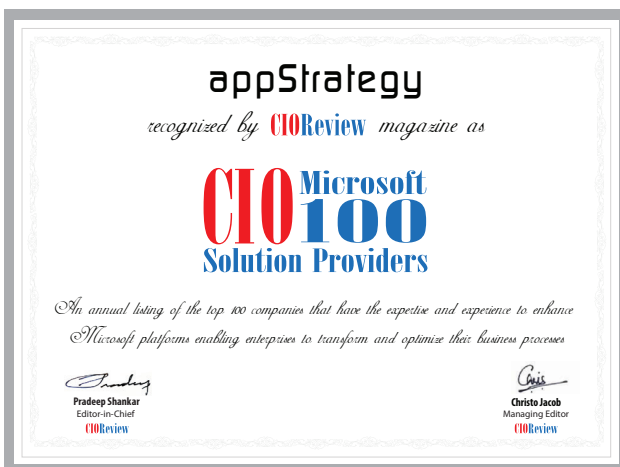 appStrategy
recognized by CIOReview magazine as
CIO Microsoft
100
Solution Providers
An annual listing of the top 100 companies that have the expertise and experience to enhance
Microsoft platforms enabling enterprises to transform and optimize their business processes
Pradeep Shankar
Editor-in-Chief
CIOReview
Christo Jacob
Managing Editor
CIOReview